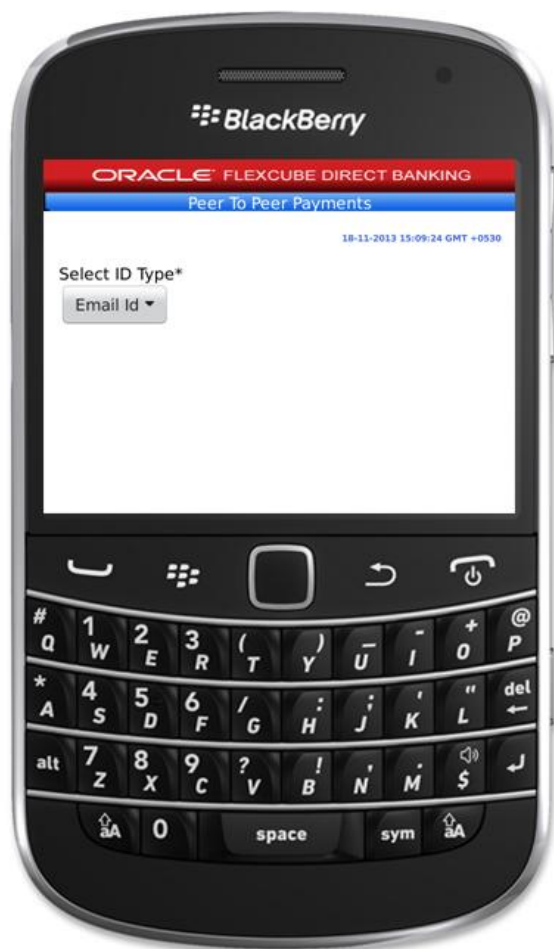 BlackBerry
ORACLE FLEXCUBE DIRECT BANKING
Peer To Peer Payments
18-11-2013 15:09:24 GMT +0530
Select ID Type*
Email Id
# 1 2 3 ( ) _ - + @
Q W E R T Y U I O P
* 4 5 6 / : ; ' " del
A S D F G H J K L
alt 7 8 9 ? ! , . $
Z X C V B N M
aA 0 space sym aA